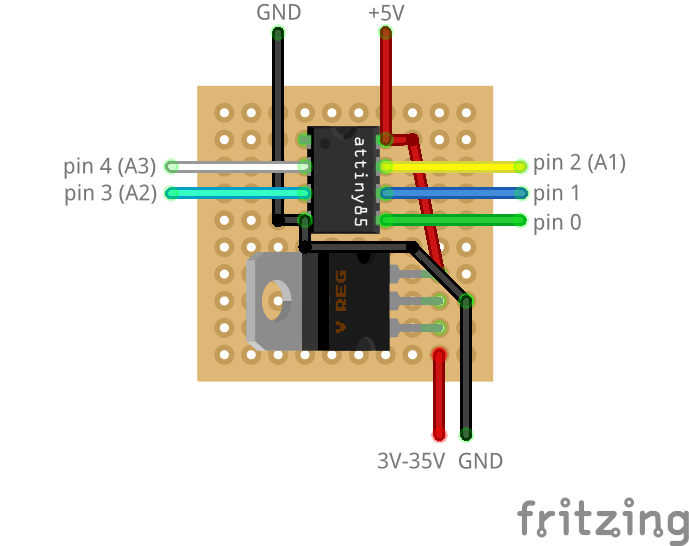 GND
+5V
attiny85
pin 4 (A3)
pin 2 (A1)
pin 3 (A2)
pin 1
pin 0
V REG
3V-35V
GND
fritzing